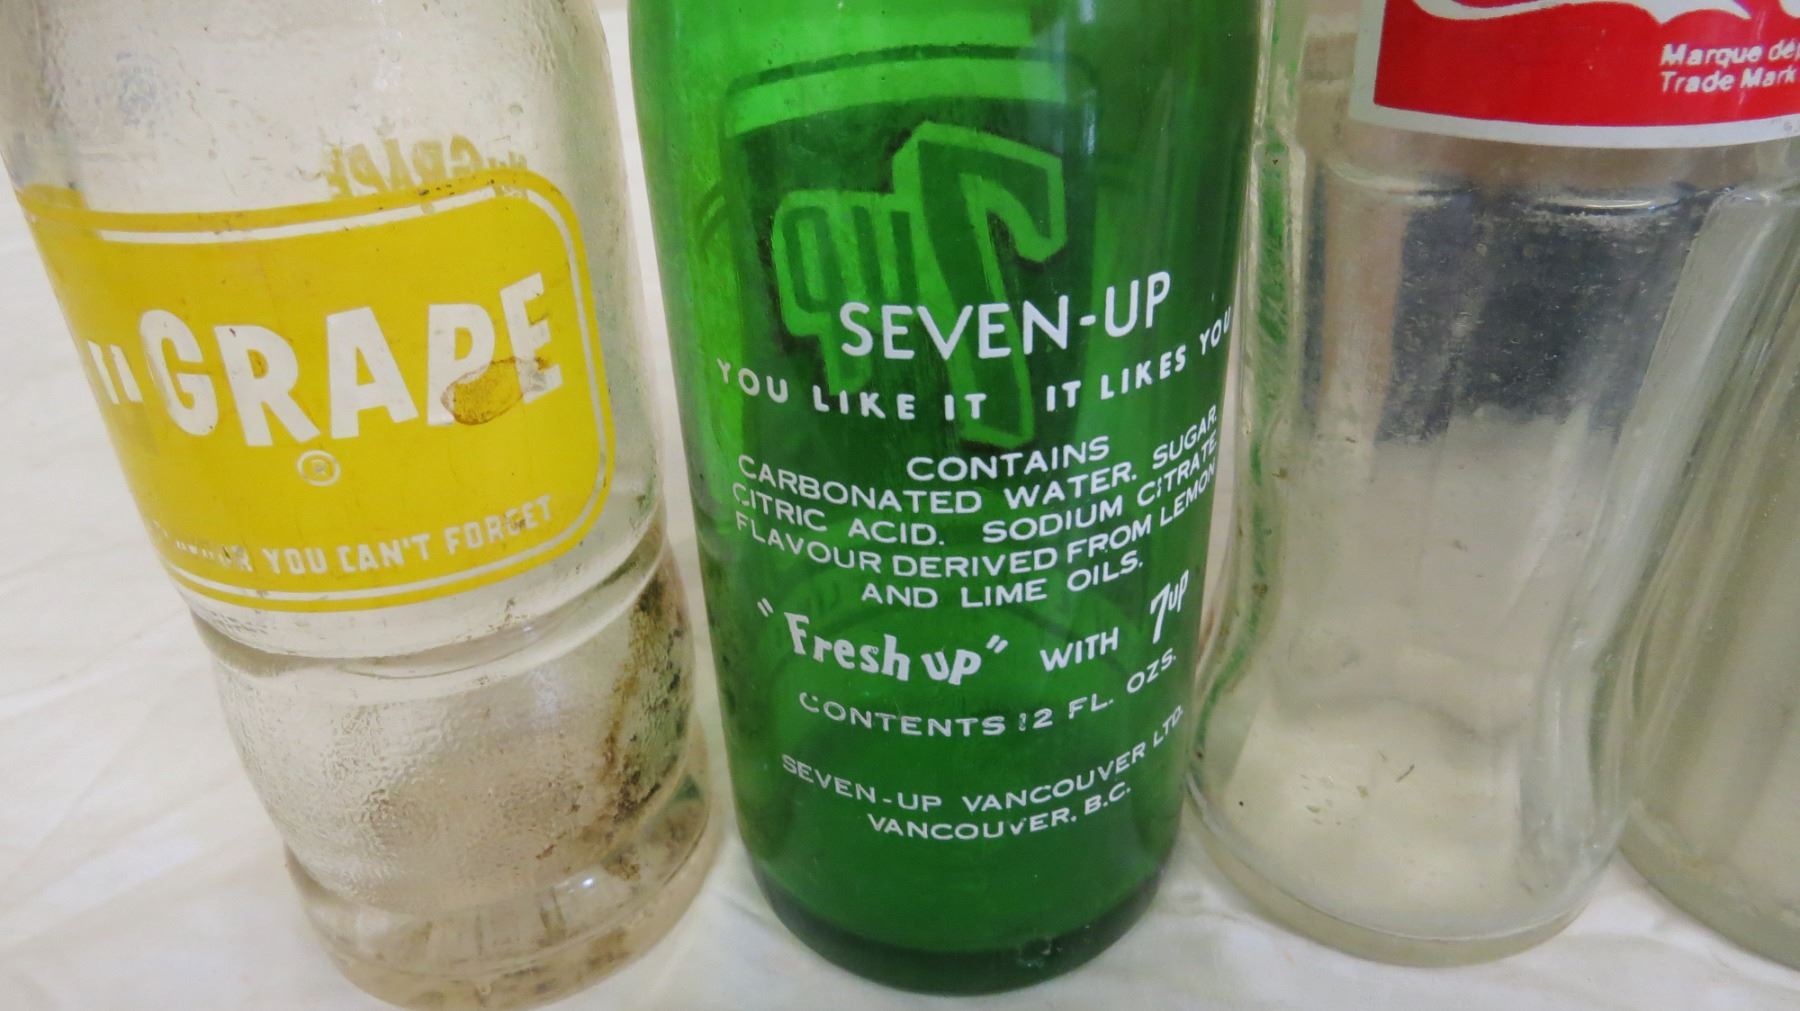 "GRAPE
®
YOU CAN'T FORGET
SEVEN-UP
YOU LIKE IT IT LIKES YOU
CONTAINS
CARBONATED WATER. SUGAR.
CITRIC ACID. SODIUM CITRATE.
FLAVOUR DERIVED FROM LEMON
AND LIME OILS.
"Fresh up" WITH 7up
CONTENTS 12 FL. OZS.
SEVEN-UP VANCOUVER LTD.
VANCOUVER, B.C.
Marque dé
Trade Mark